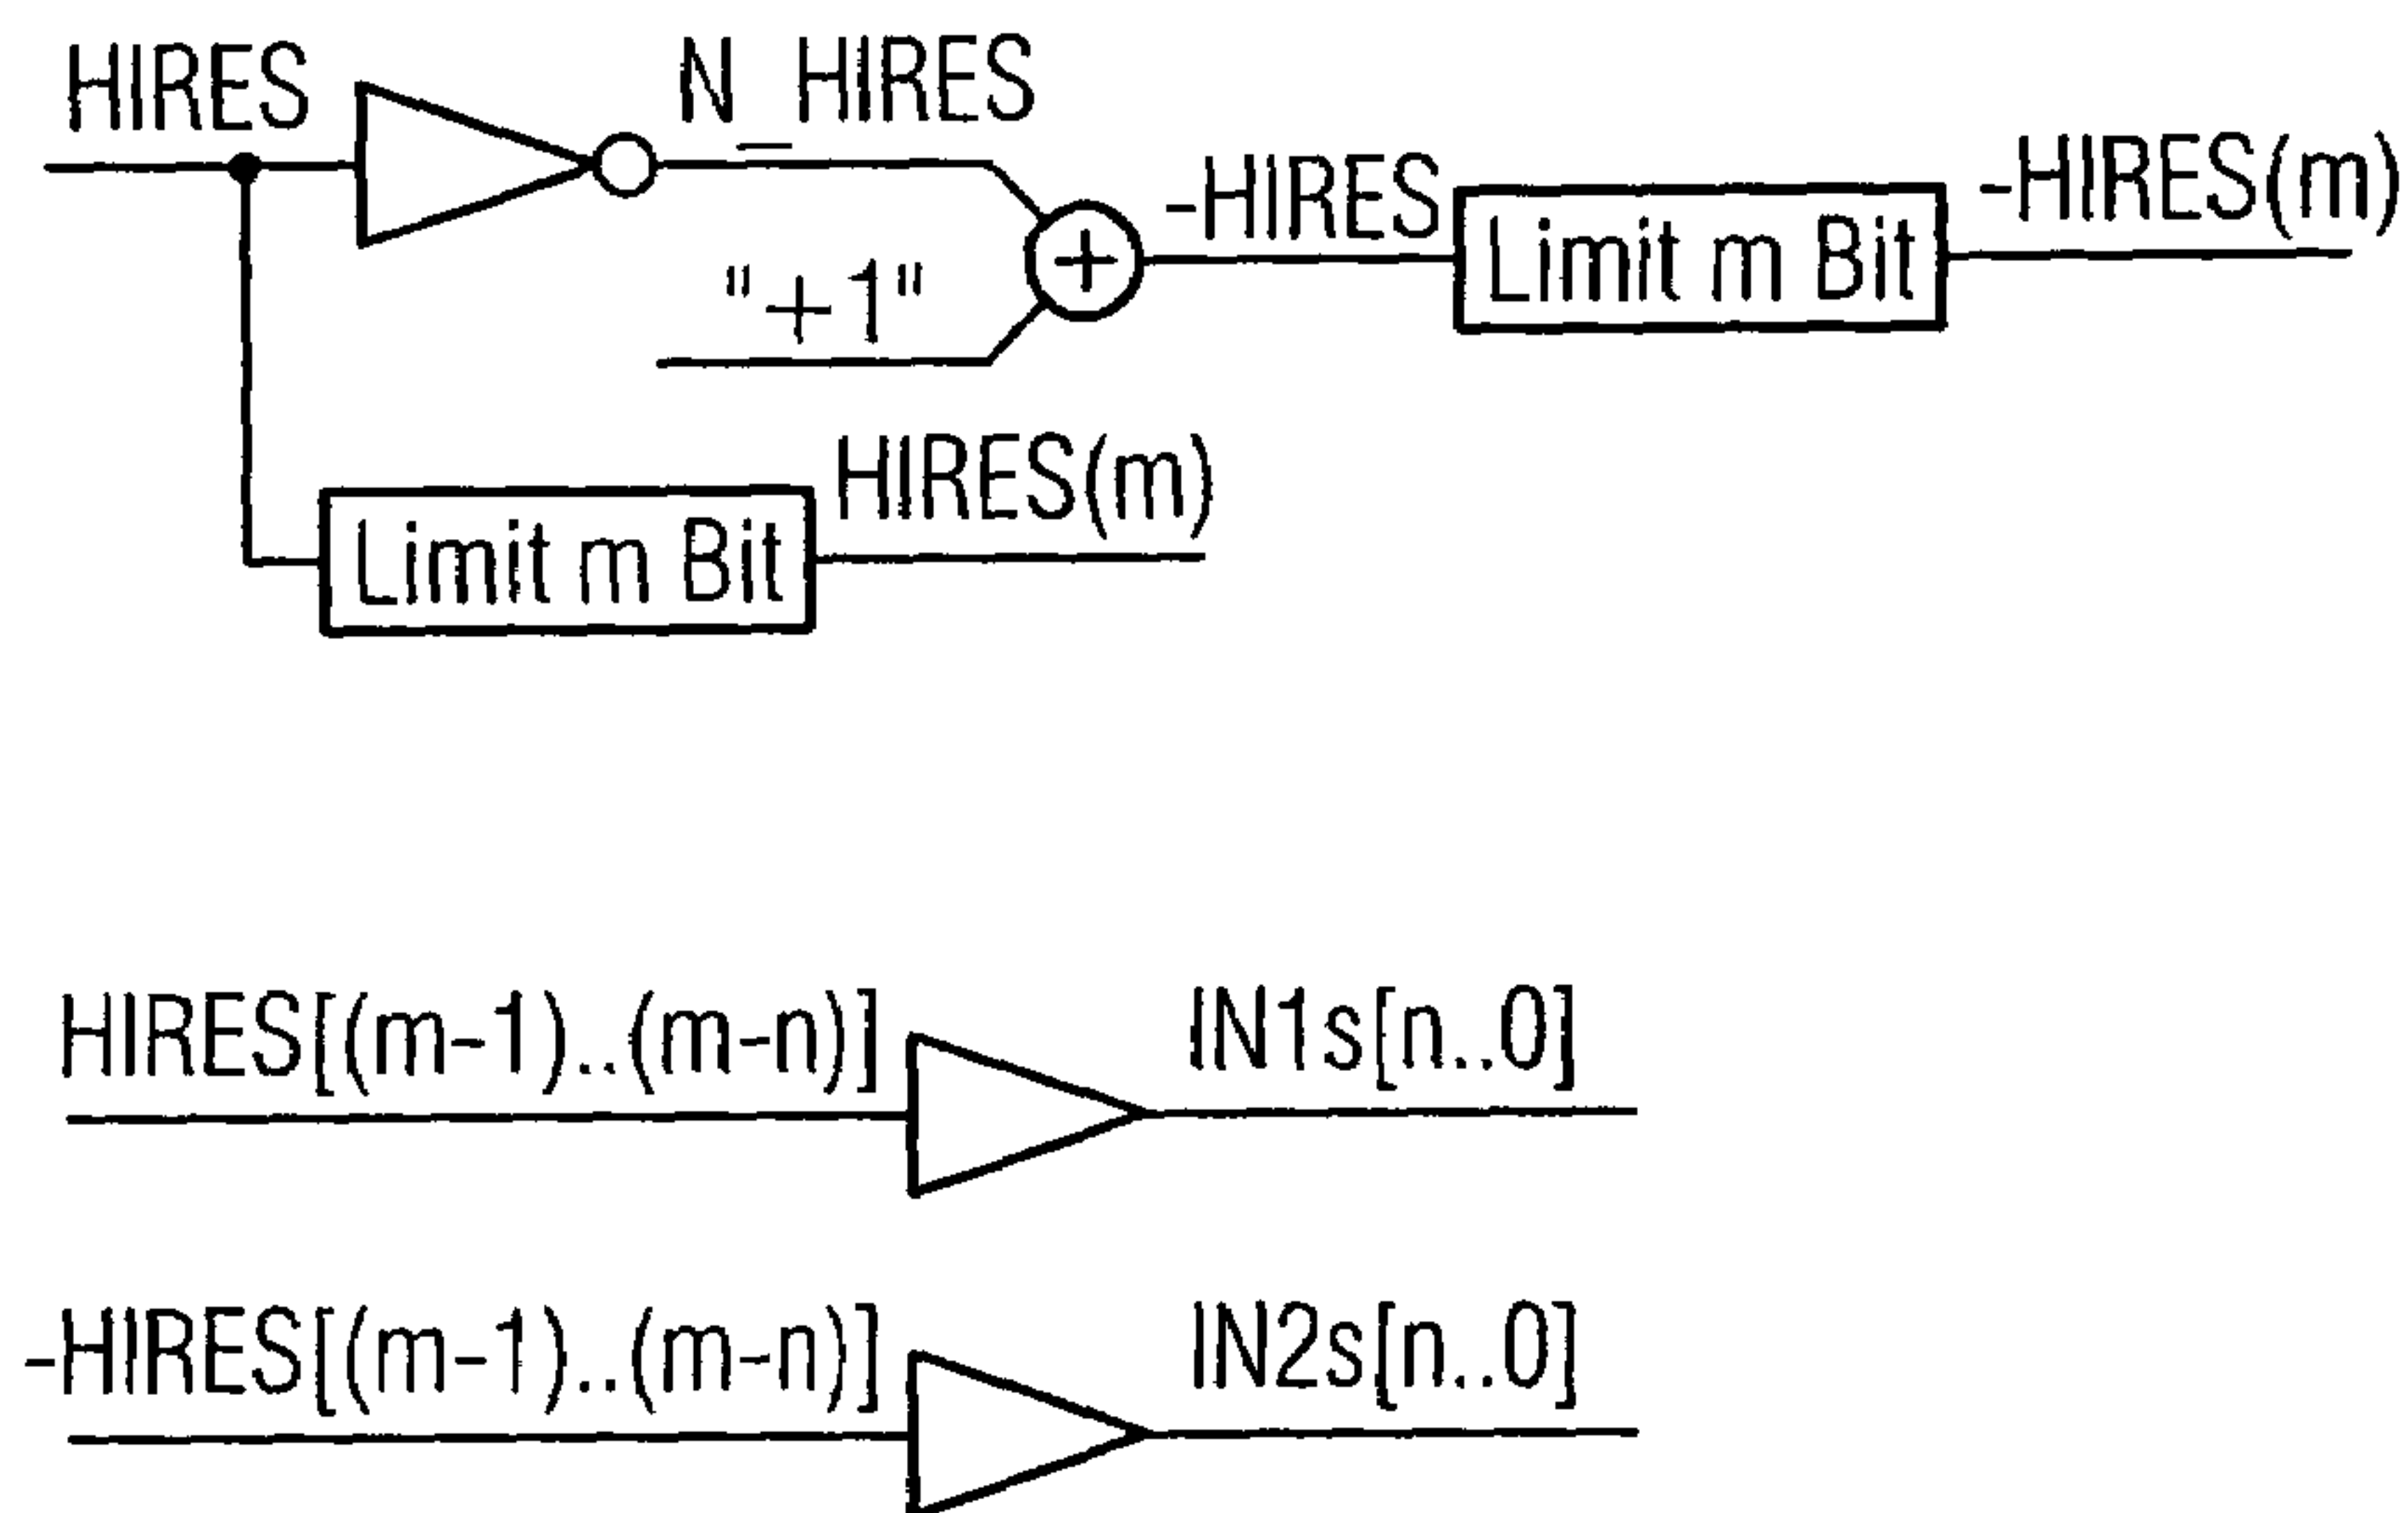 HIRES
N_HIRES
-HIRES
-HIRES(m)
"+1"
Limit m Bit
HIRES(m)
Limit m Bit
HIRES[(m-1)..(m-n)]
IN1s[n..0]
-HIRES[(m-1)..(m-n)]
IN2s[n..0]